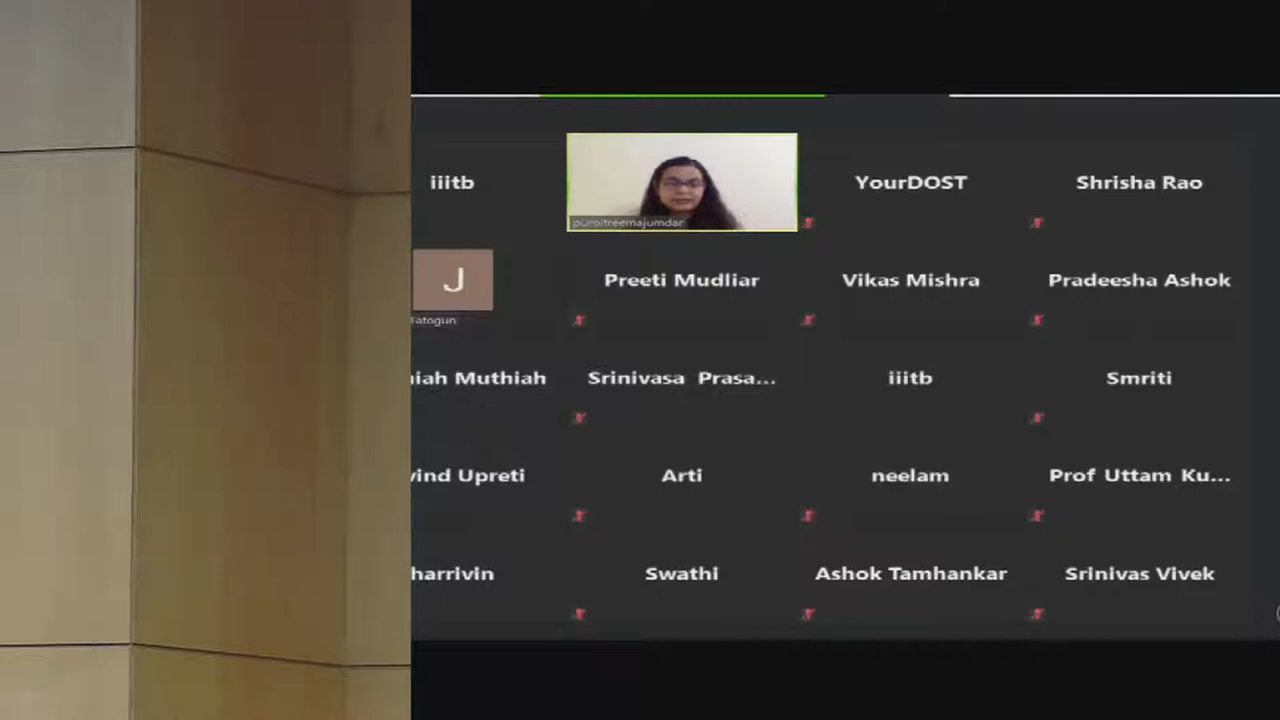 iiitb
puroitreemajumdar
YourDOST
Shrisha Rao
J
Tatogun
Preeti Mudliar
Vikas Mishra
Pradeesha Ashok
iah Muthiah
Srinivasa Prasa...
iiitb
Smriti
vind Upreti
Arti
neelam
Prof Uttam Ku...
harrivin
Swathi
Ashok Tamhankar
Srinivas Vivek